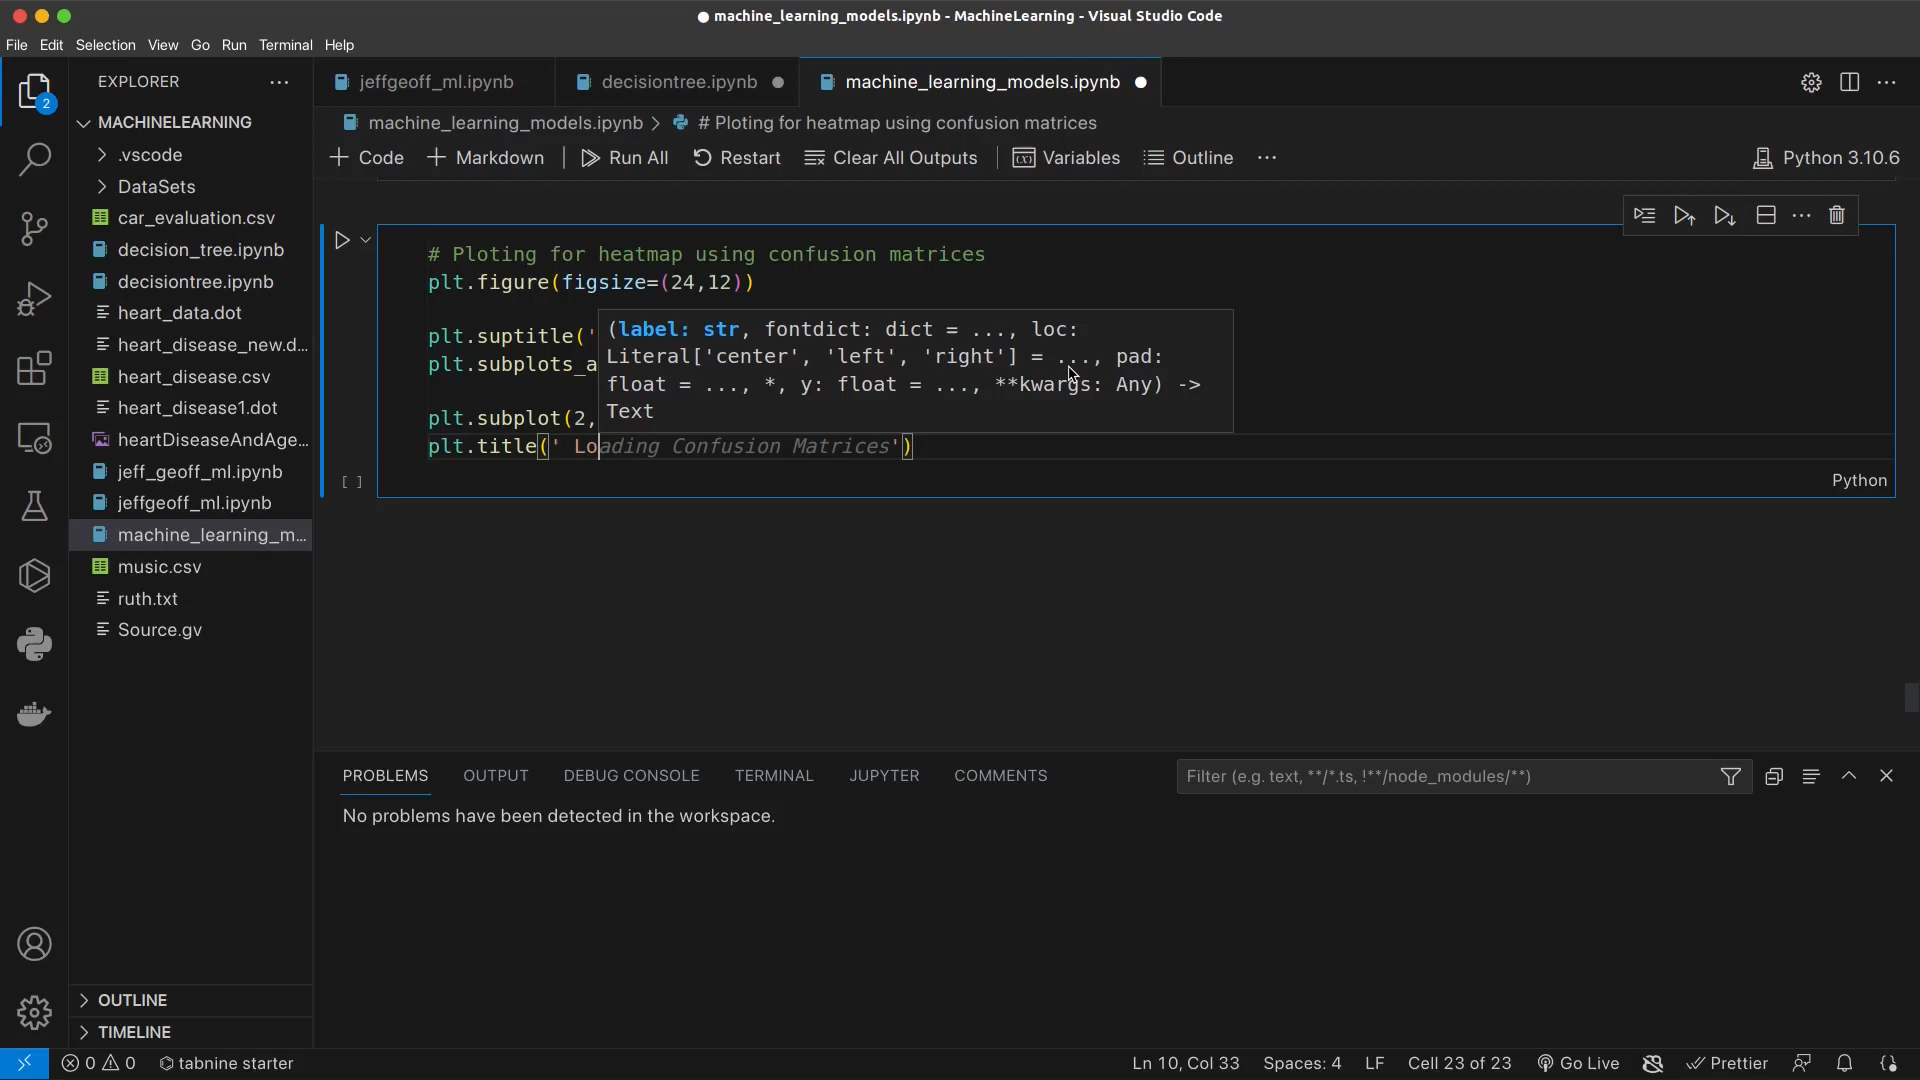 machine_learning_models.ipynb - MachineLearning - Visual Studio Code
File Edit Selection View Go Run Terminal Help
EXPLORER
jeffgeoff_ml.ipynb
decisiontree.ipynb
machine_learning_models.ipynb
2
MACHINELEARNING
machine_learning_models.ipynb > # Ploting for heatmap using confusion matrices
+ Code + Markdown Run All Restart Clear All Outputs Variables Outline ...
Python 3.10.6
.vscode
DataSets
car_evaluation.csv
decision_tree.ipynb
decisiontree.ipynb
heart_data.dot
heart_disease_new.d...
heart_disease.csv
heart_disease1.dot
heartDiseaseAndAge...
jeff_geoff_ml.ipynb
jeffgeoff_ml.ipynb
machine_learning_m...
music.csv
ruth.txt
Source.gv
OUTLINE
TIMELINE
# Ploting for heatmap using confusion matrices
plt.figure(figsize=(24,12))
plt.suptitle('
plt.subplots_a
plt.subplot(2,
plt.title(' Loading Confusion Matrices')
(label: str, fontdict: dict = ..., loc:
Literal['center', 'left', 'right'] = ..., pad:
float = ..., *, y: float = ..., **kwargs: Any) ->
Text
[ ]
Python
PROBLEMS OUTPUT DEBUG CONSOLE TERMINAL JUPYTER COMMENTS
Filter (e.g. text, **/*.ts, !**/node_modules/**)
No problems have been detected in the workspace.
0 0 tabnine starter
Ln 10, Col 33 Spaces: 4 LF Cell 23 of 23 Go Live Prettier